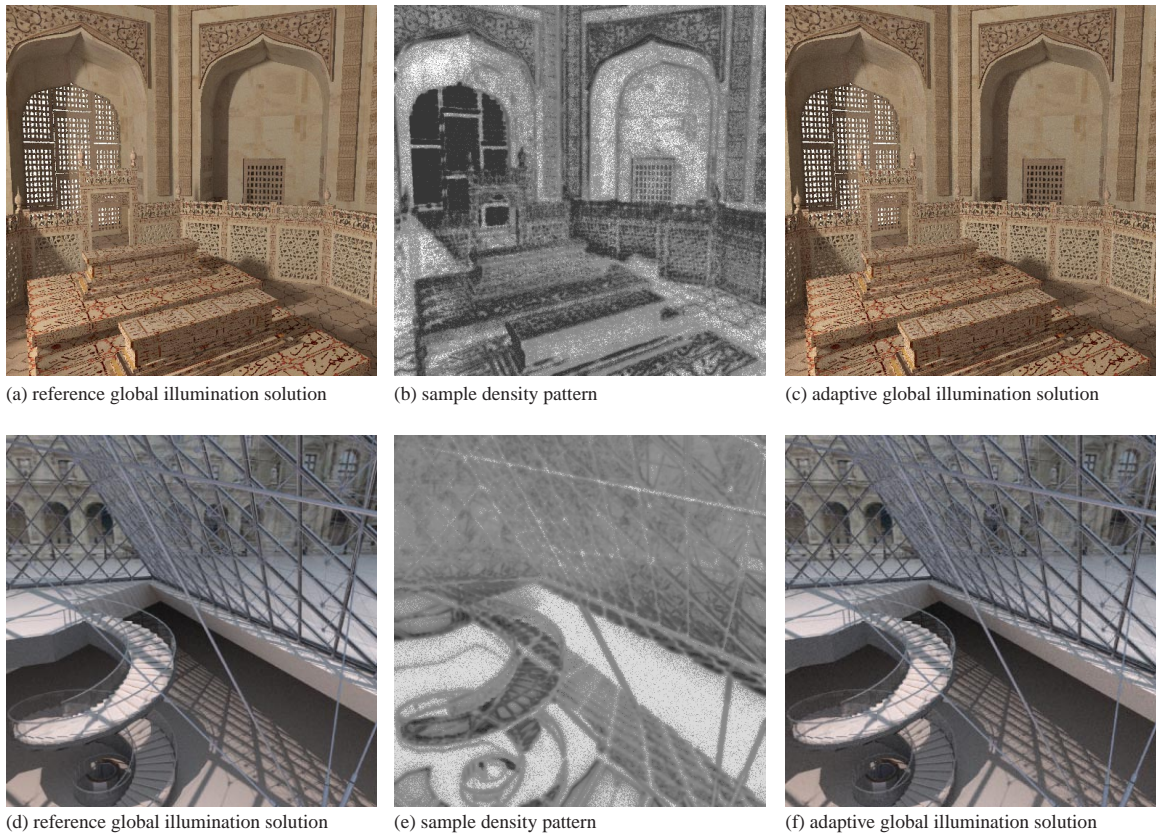 (a) reference global illumination solution
(b) sample density pattern
(c) adaptive global illumination solution
(d) reference global illumination solution
(e) sample density pattern
(f) adaptive global illumination solution